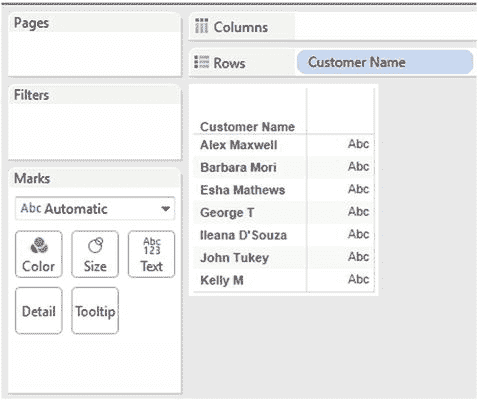 Pages
Columns
Rows
Customer Name
Filters
Customer Name
Alex Maxwell Abc
Barbara Mori Abc
Esha Mathews Abc
George T Abc
Ileana D'Souza Abc
John Tukey Abc
Kelly M Abc
Marks
Abc Automatic
Color
Size
Abc
123
Text
Detail
Tooltip